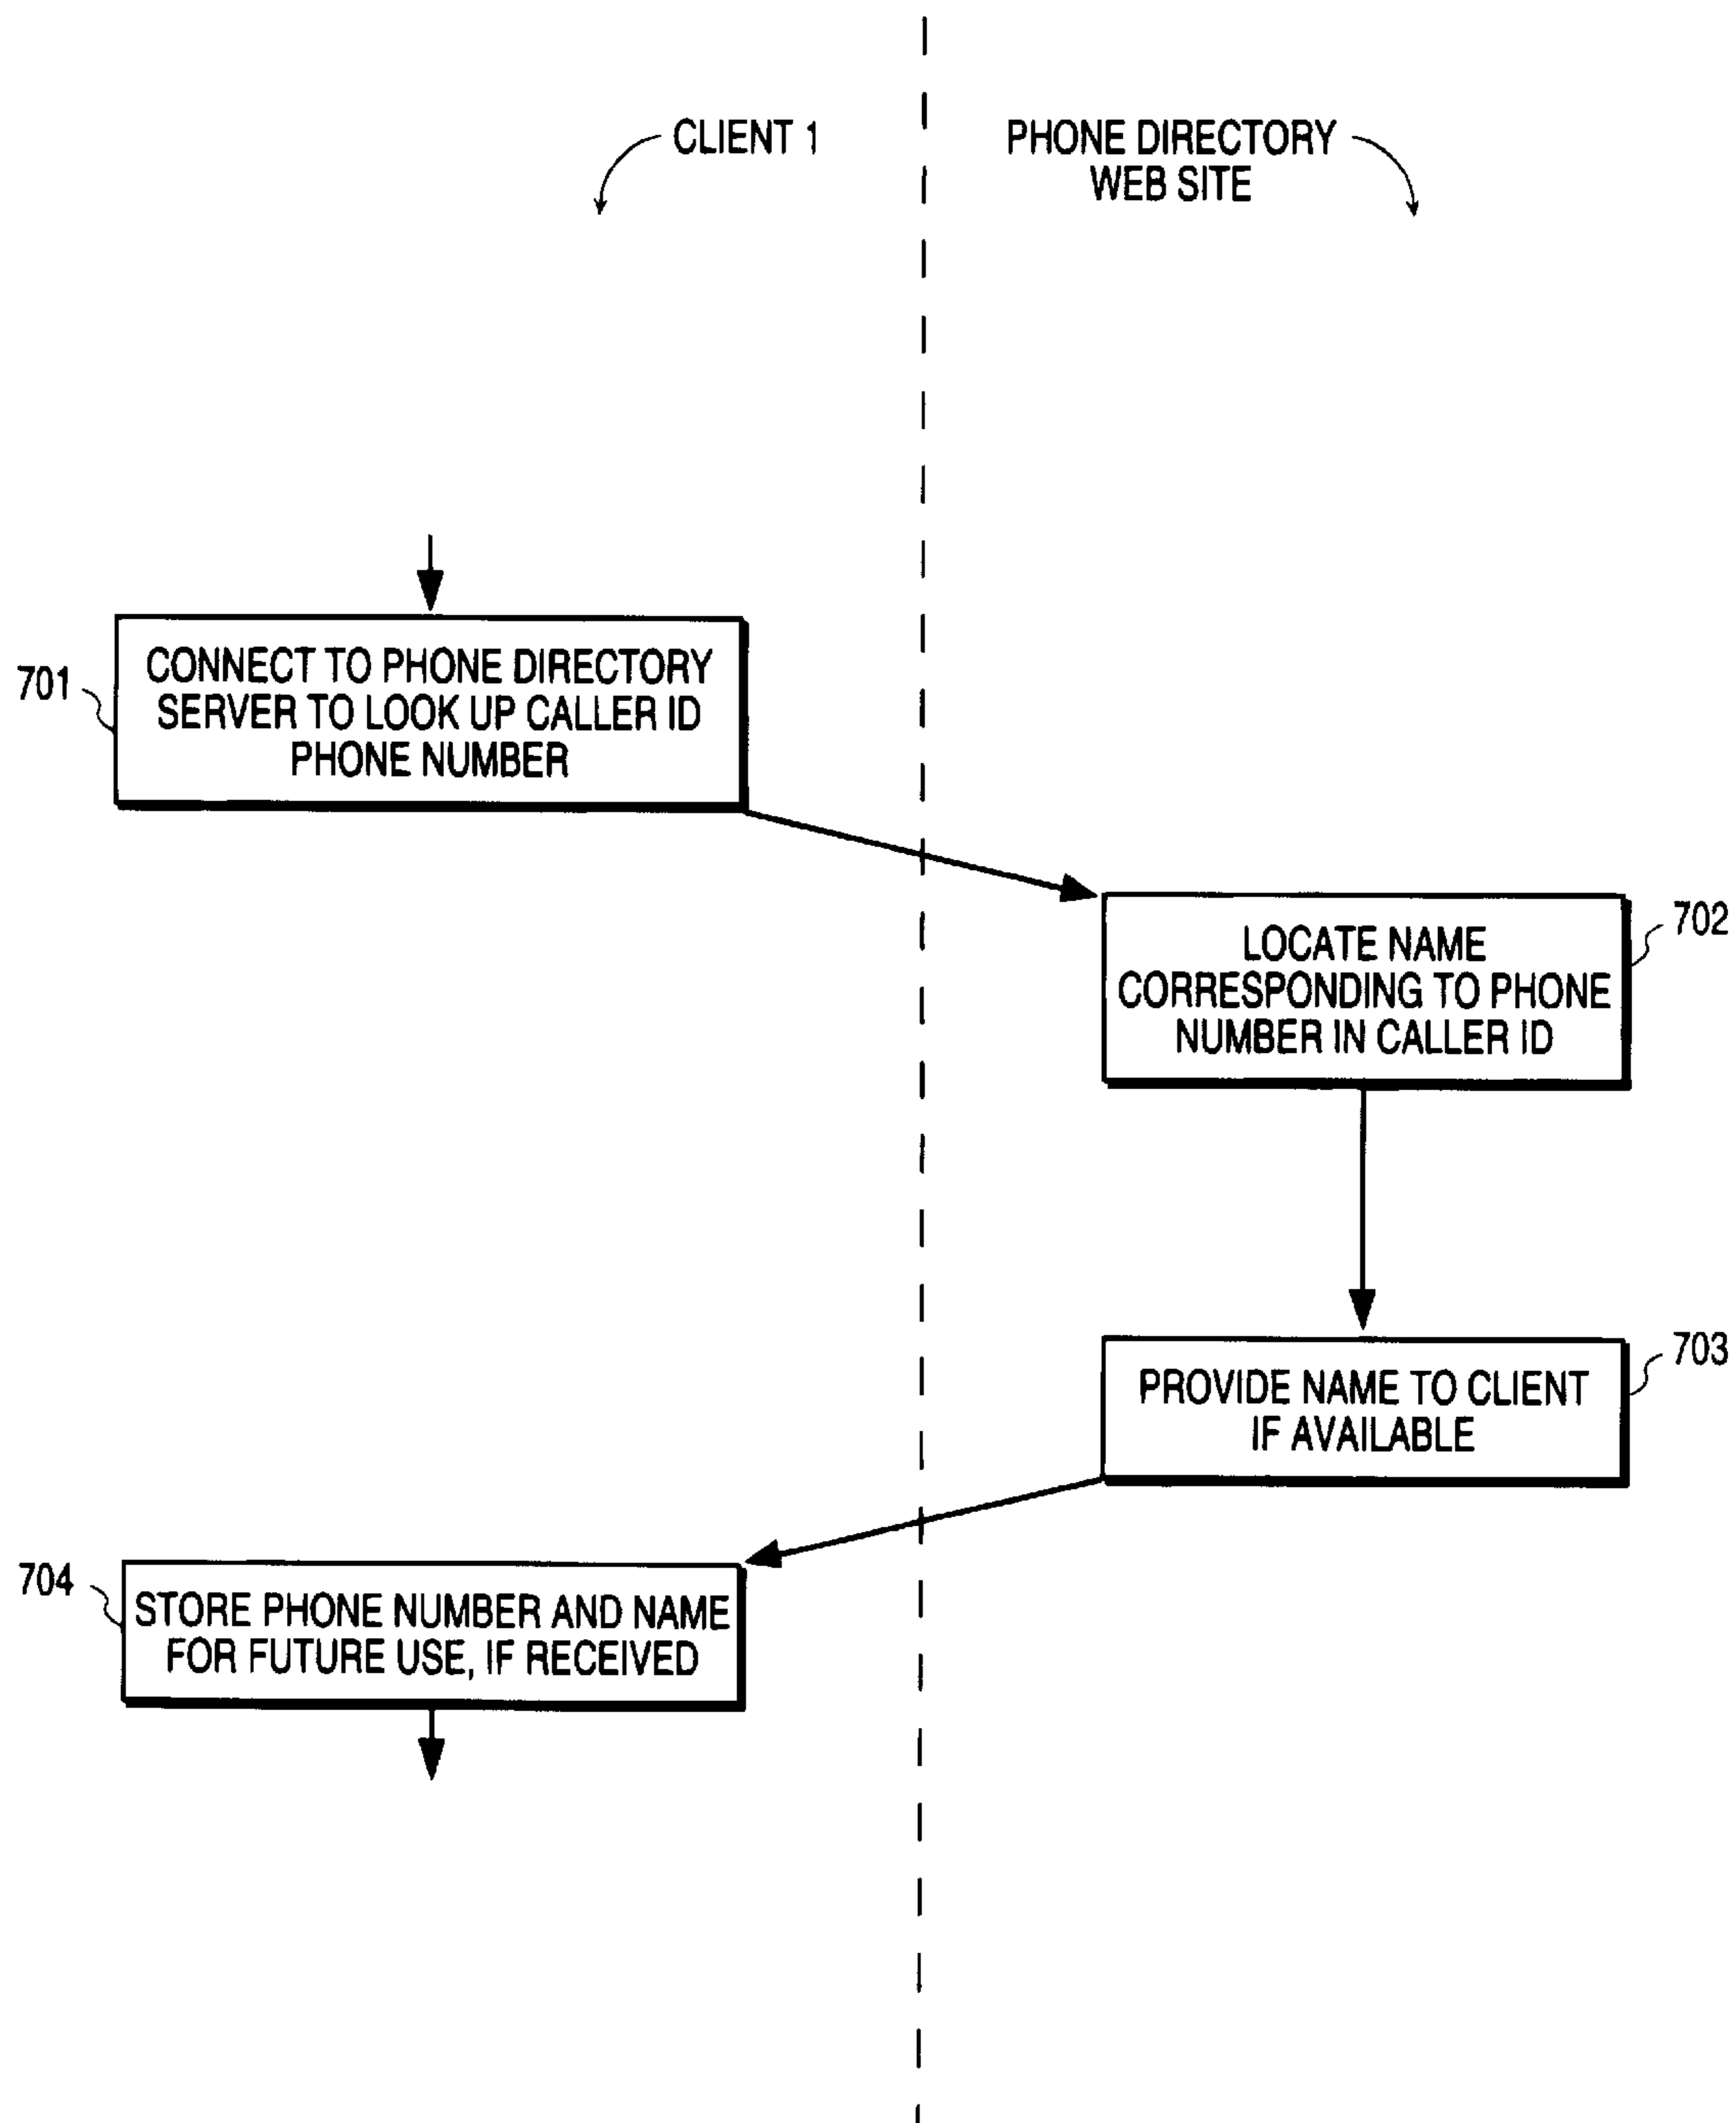 CLIENT 1
PHONE DIRECTORY
WEB SITE
701
CONNECT TO PHONE DIRECTORY
SERVER TO LOOK UP CALLER ID
PHONE NUMBER
702
LOCATE NAME
CORRESPONDING TO PHONE
NUMBER IN CALLER ID
703
PROVIDE NAME TO CLIENT
IF AVAILABLE
704
STORE PHONE NUMBER AND NAME
FOR FUTURE USE, IF RECEIVED